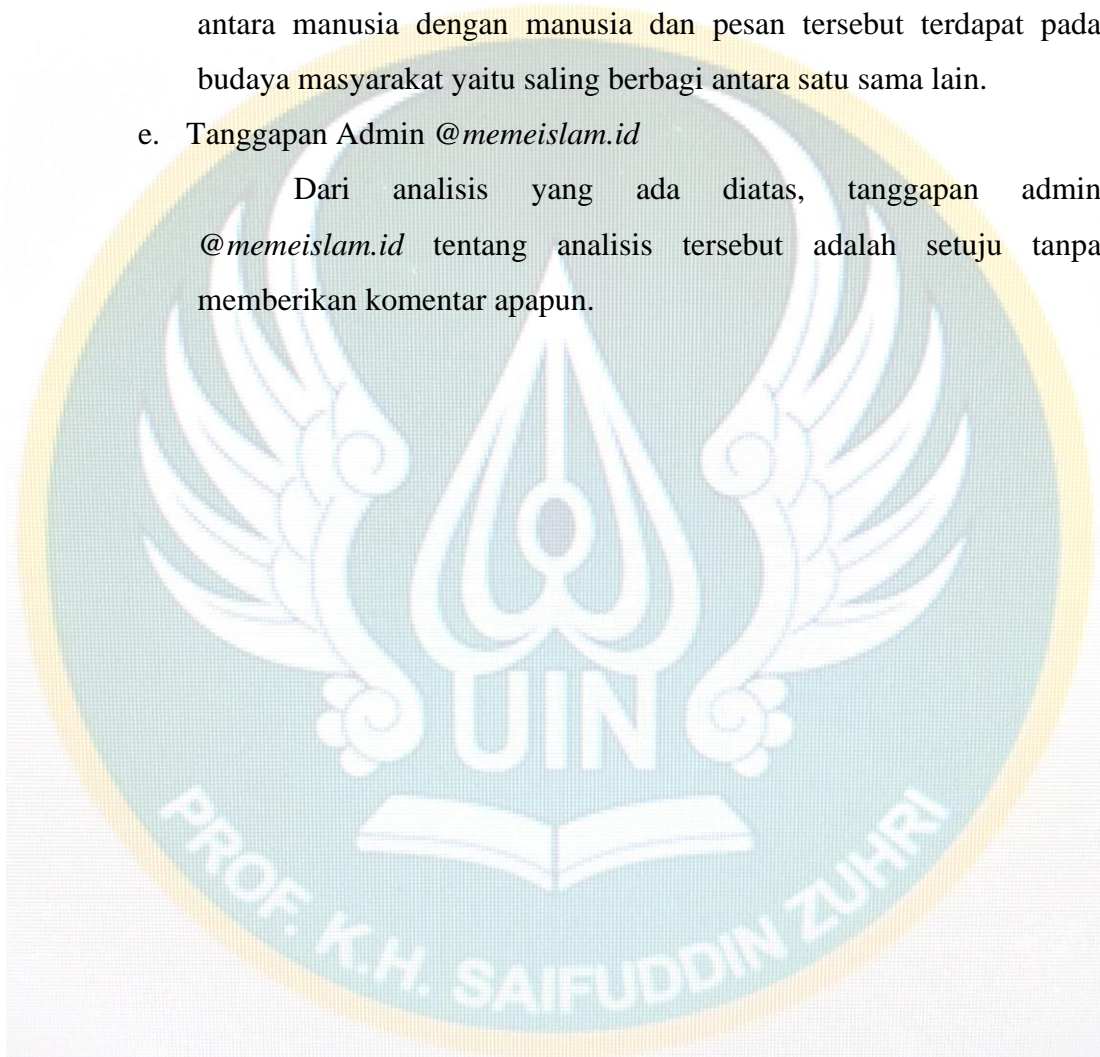 antara manusia dengan manusia dan pesan tersebut terdapat pada
budaya masyarakat yaitu saling berbagi antara satu sama lain.
e. Tanggapan Admin @memeislam.id
Dari analisis yang ada diatas, tanggapan admin
@memeislam.id tentang analisis tersebut adalah setuju tanpa
memberikan komentar apapun.
UIN
PROF. K.H. SAIFUDDIN ZUHRI